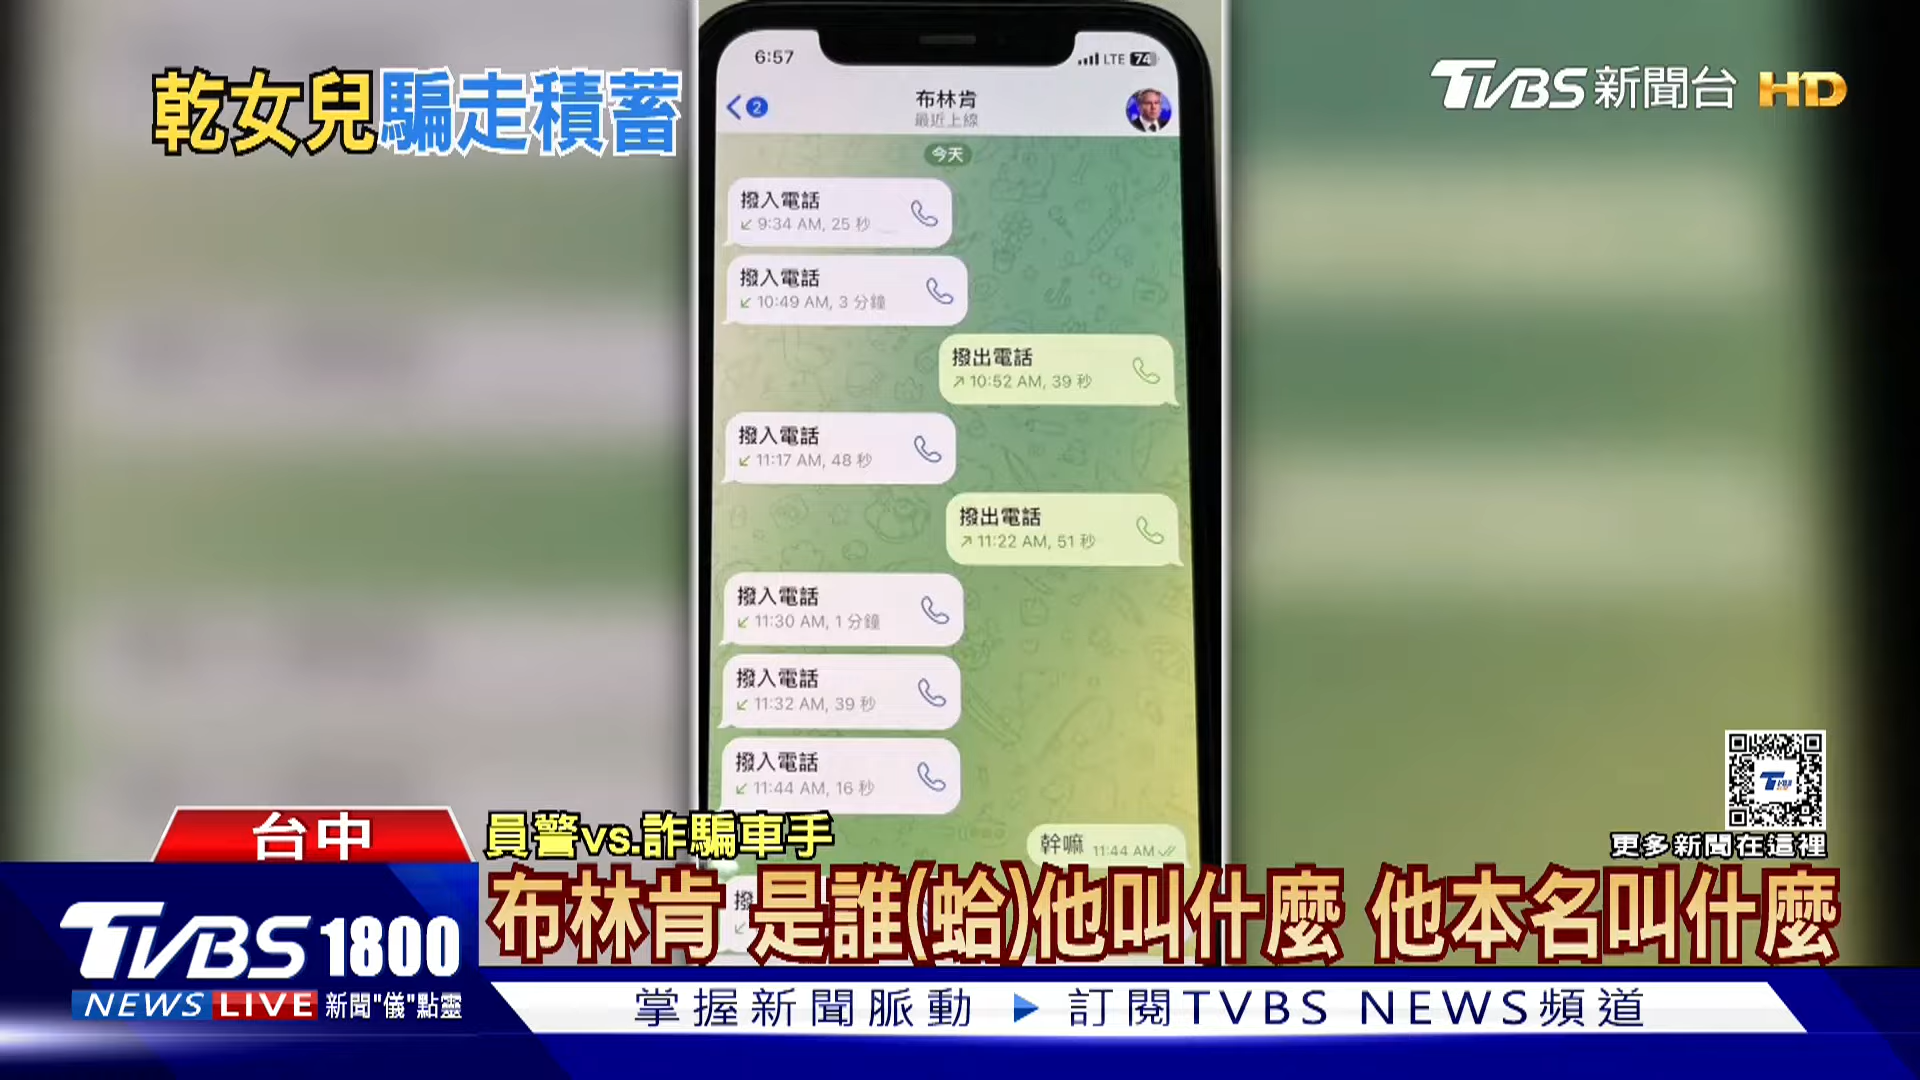 乾女兒騙走積蓄
TVBS新聞台 HD
6:57
LTE 74
2
布林肯
最近上線
今天
撥入電話
9:34 AM, 25 秒
撥入電話
10:49 AM, 3 分鐘
撥出電話
10:52 AM, 39 秒
撥入電話
11:17 AM, 48 秒
撥出電話
11:22 AM, 51 秒
撥入電話
11:30 AM, 1 分鐘
撥入電話
11:32 AM, 39 秒
撥入電話
11:44 AM, 16 秒
幹嘛 11:44 AM
撥
更多新聞在這裡
台中
員警vs.詐騙車手
布林肯 是誰(蛤)他叫什麼 他本名叫什麼
TVBS 1800
NEWS LIVE 新聞"儀"點靈
掌握新聞脈動 ▶ 訂閱TVBS NEWS頻道